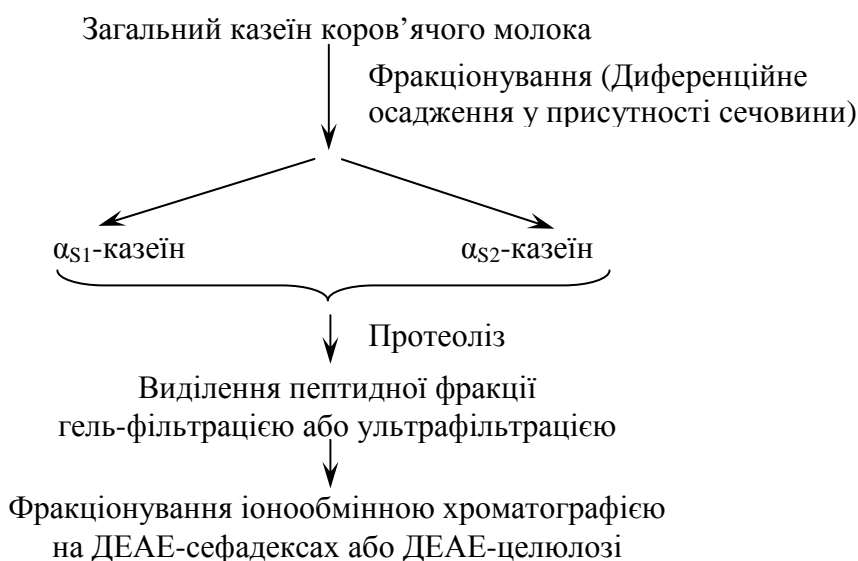 Загальний казеїн коров’ячого молока
Фракціонування (Диференційне
осадження у присутності сечовини)
αS1-казеїн
αS2-казеїн
Протеоліз
Виділення пептидної фракції
гель-фільтрацією або ультрафільтрацією
Фракціонування іонообмінною хроматографією
на ДЕАЕ-сефадексах або ДЕАЕ-целюлозі